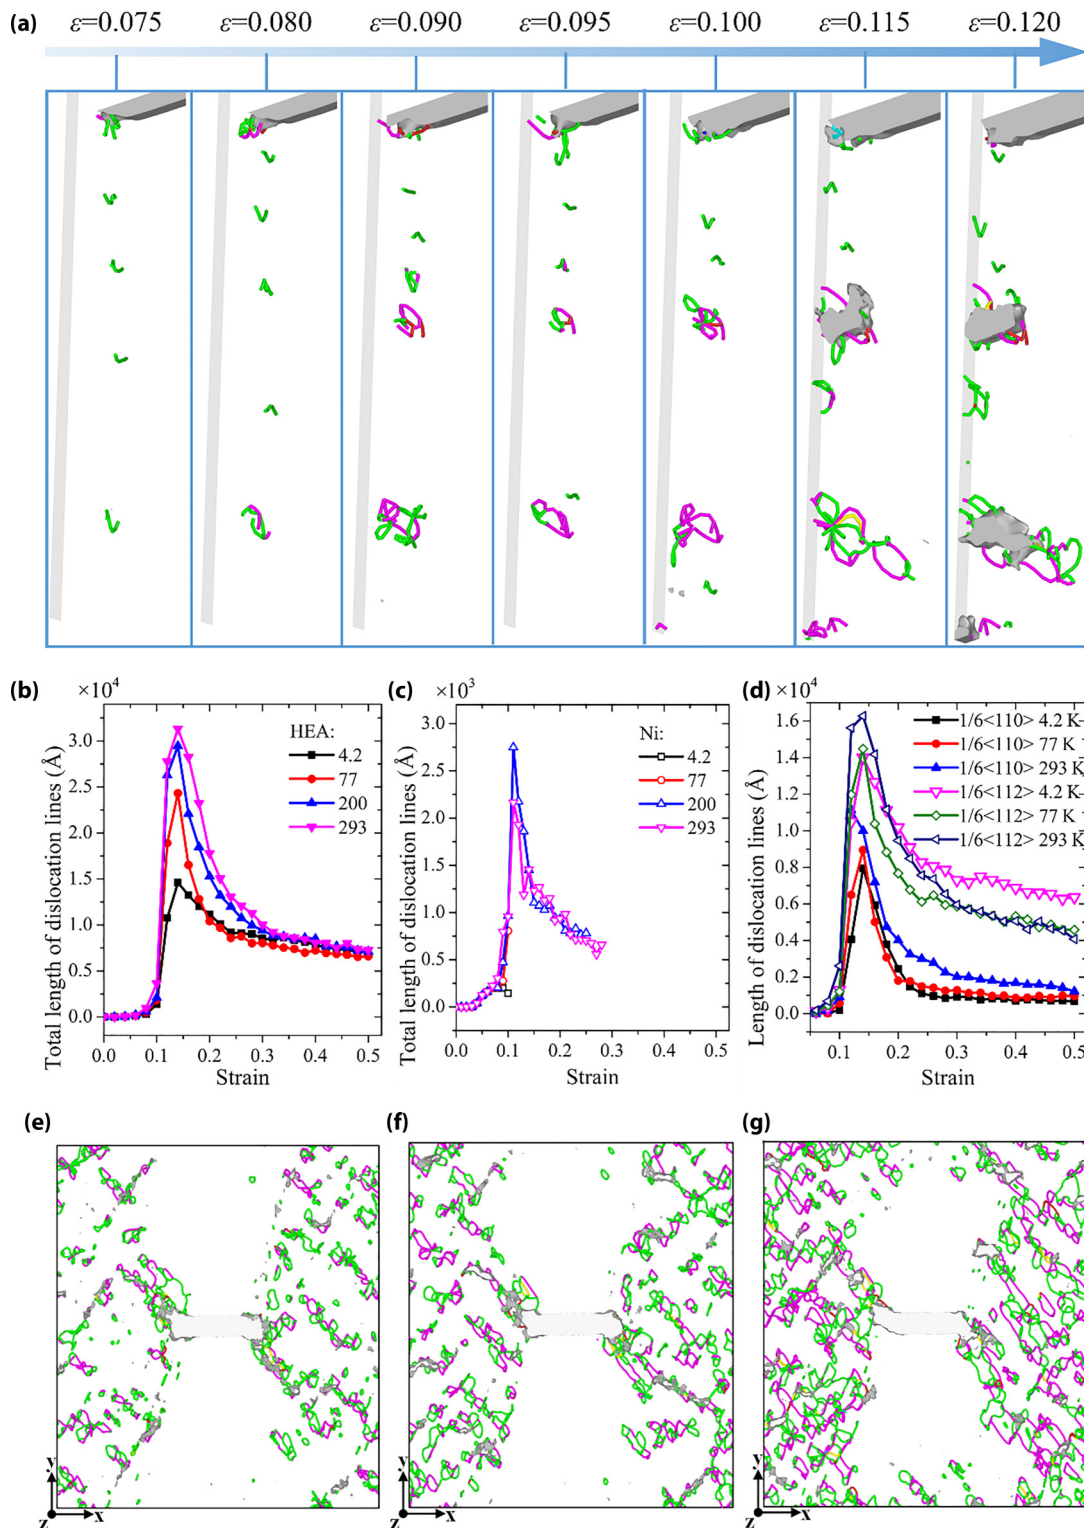 (a)
ε=0.075 ε=0.080 ε=0.090 ε=0.095 ε=0.100 ε=0.115 ε=0.120
(b)
×10⁴
Total length of dislocation lines (Å)
3.0
2.5
2.0
1.5
1.0
0.5
0.0
0.0 0.1 0.2 0.3 0.4 0.5
Strain
HEA:
4.2
77
200
293
(c)
×10³
Total length of dislocation lines (Å)
3.0
2.5
2.0
1.5
1.0
0.5
0.0
0.0 0.1 0.2 0.3 0.4 0.5
Strain
Ni:
4.2
77
200
293
(d)
×10⁴
Length of dislocation lines (Å)
1.6
1.4
1.2
1.0
0.8
0.6
0.4
0.2
0.0
0.1 0.2 0.3 0.4 0.5
Strain
1/6<110> 4.2 K
1/6<110> 77 K
1/6<110> 293 K
1/6<112> 4.2 K
1/6<112> 77 K
1/6<112> 293 K
(e)
y
z x
(f)
y
z x
(g)
y
z x